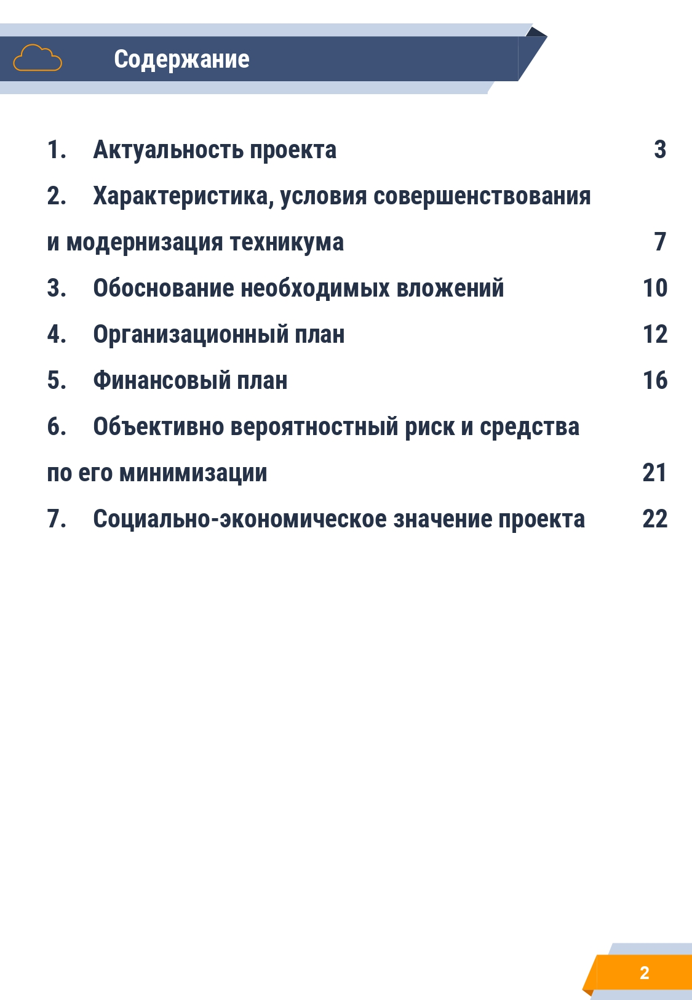 Содержание
1. Актуальность проекта 3
2. Характеристика, условия совершенствования
и модернизация техникума 7
3. Обоснование необходимых вложений 10
4. Организационный план 12
5. Финансовый план 16
6. Объективно вероятностный риск и средства
по его минимизации 21
7. Социально-экономическое значение проекта 22
2